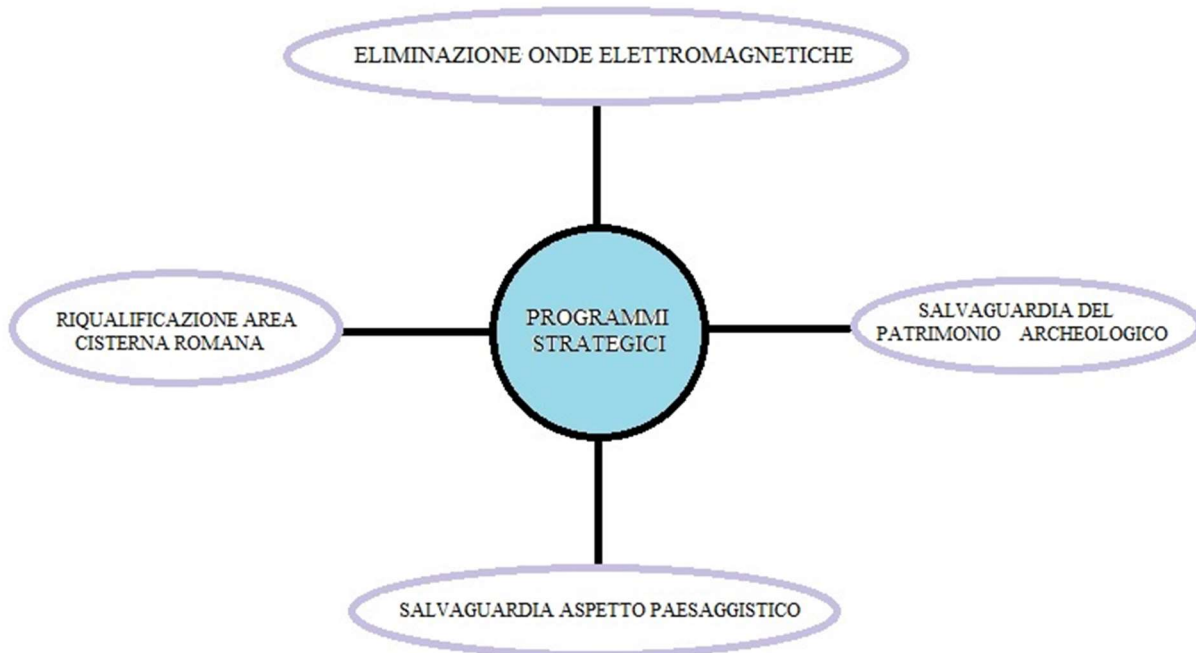 ELIMINAZIONE ONDE ELETTROMAGNETICHE
RIQUALIFICAZIONE AREA
CISTERNA ROMANA
PROGRAMMI
STRATEGICI
SALVAGUARDIA DEL
PATRIMONIO ARCHEOLOGICO
SALVAGUARDIA ASPETTO PAESAGGISTICO